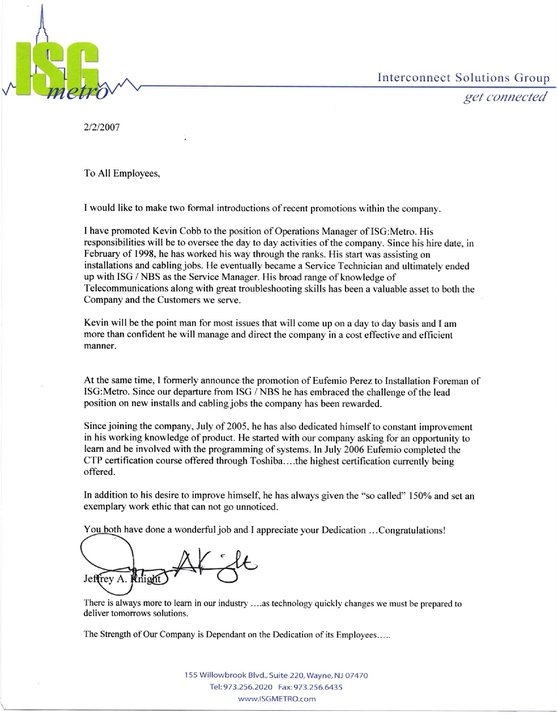 ISG
metro
Interconnect Solutions Group
get connected
2/2/2007
To All Employees,
I would like to make two formal introductions of recent promotions within the company.
I have promoted Kevin Cobb to the position of Operations Manager of ISG:Metro. His
responsibilities will be to oversee the day to day activities of the company. Since his hire date, in
February of 1998, he has worked his way through the ranks. His start was assisting on
installations and cabling jobs. He eventually became a Service Technician and ultimately ended
up with ISG / NBS as the Service Manager. His broad range of knowledge of
Telecommunications along with great troubleshooting skills has been a valuable asset to both the
Company and the Customers we serve.
Kevin will be the point man for most issues that will come up on a day to day basis and I am
more than confident he will manage and direct the company in a cost effective and efficient
manner.
At the same time, I formerly announce the promotion of Eufemio Perez to Installation Foreman of
ISG:Metro. Since our departure from ISG / NBS he has embraced the challenge of the lead
position on new installs and cabling jobs the company has been rewarded.
Since joining the company, July of 2005, he has also dedicated himself to constant improvement
in his working knowledge of product. He started with our company asking for an opportunity to
learn and he involved with the programming of systems. In July 2006 Eufemio completed the
CTP certification course offered through Toshiba….the highest certification currently being
offered.
In addition to his desire to improve himself, he has always given the “so called” 150% and set an
exemplary work ethic that can not go unnoticed.
You both have done a wonderful job and I appreciate your Dedication …Congratulations!
Jeffrey A. Knight
There is always more to learn in our industry ….as technology quickly changes we must be prepared to
deliver tomorrows solutions.
The Strength of Our Company is Dependant on the Dedication of its Employees…..
155 Willowbrook Blvd., Suite 220, Wayne, NJ 07470
Tel: 973.256.2020 Fax: 973.256.6435
www.ISGMETRO.com